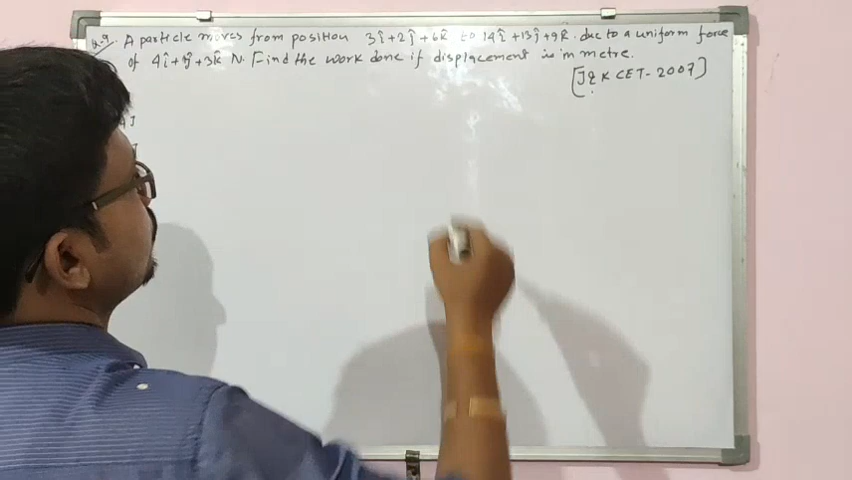 Q.9. A particle moves from position 3î+2ĵ+6k̂ to 14î+13ĵ+9k̂ due to a uniform force
of 4î+ĵ+3k̂ N. Find the work done if displacement is in metre.
[J & K CET-2007]
J